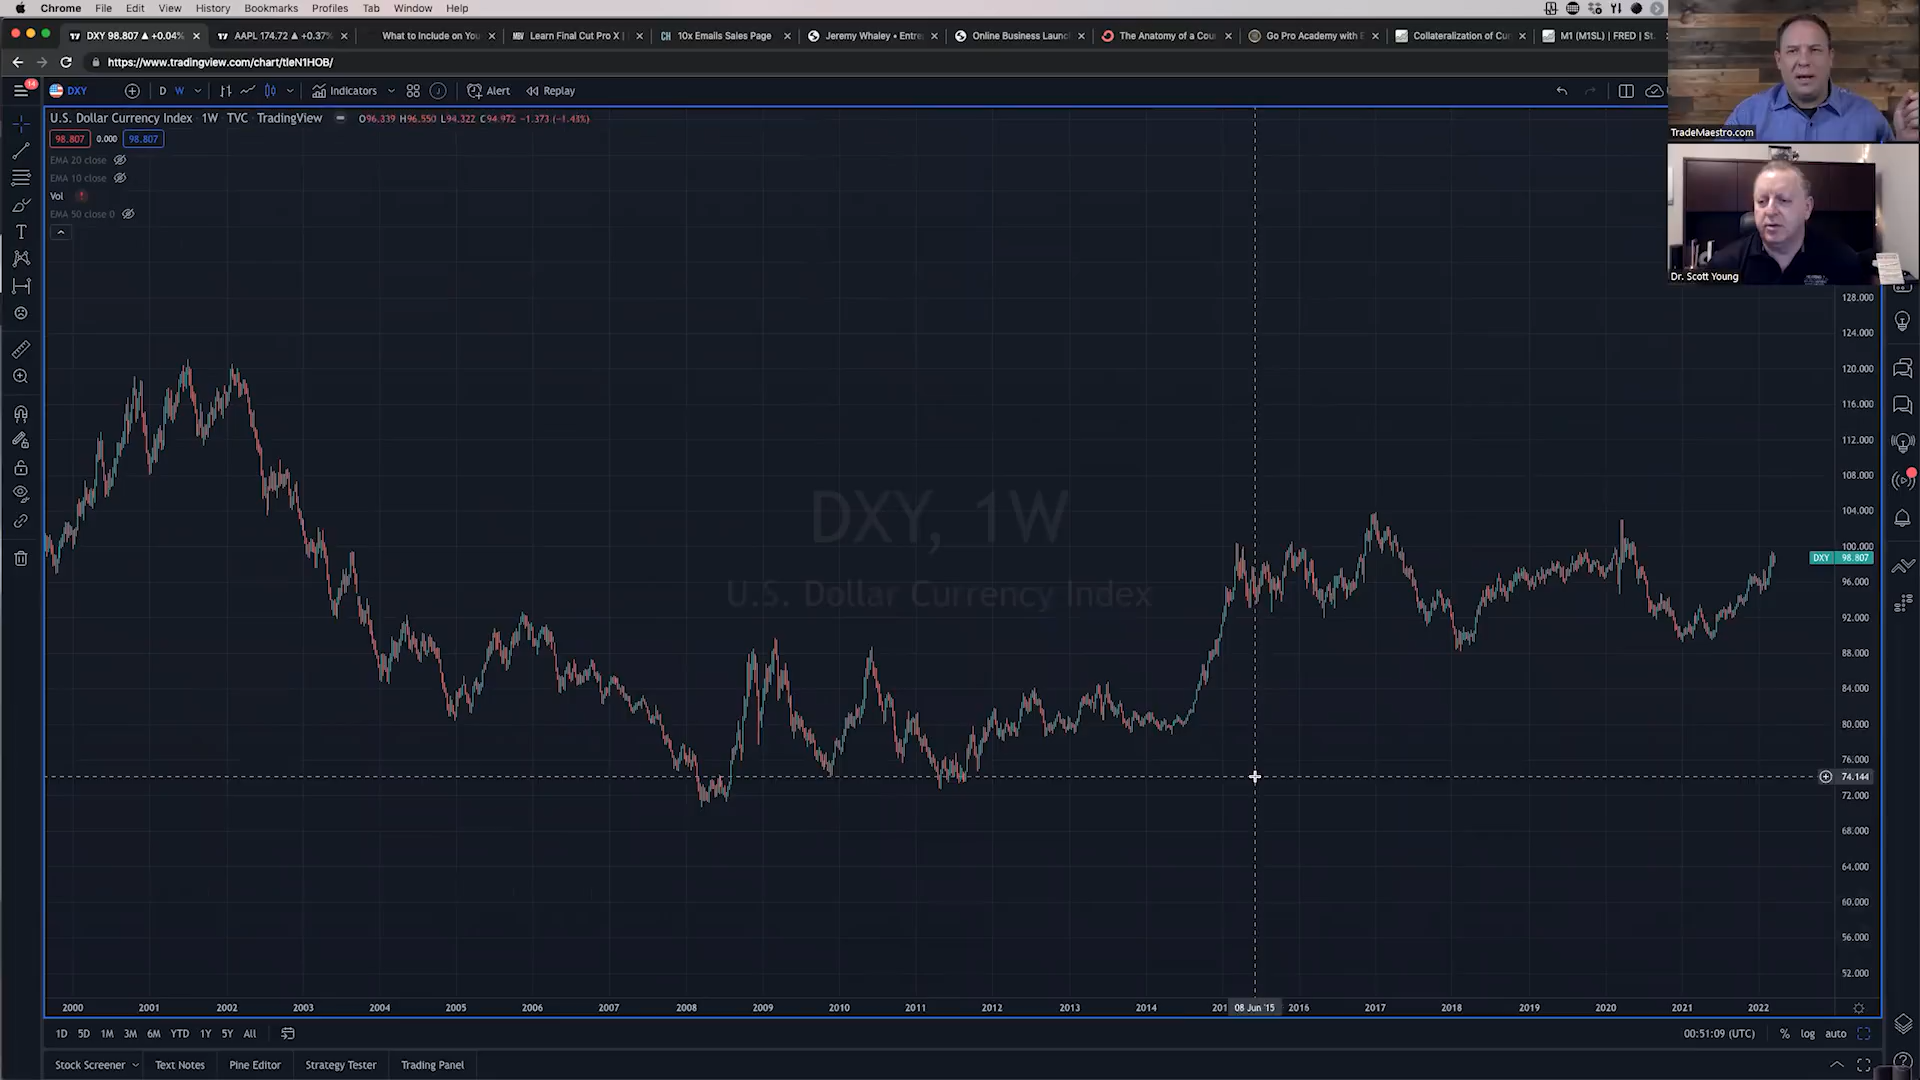 Chrome File Edit View History Bookmarks Profiles Tab Window Help
DXY 98.807 ▲ +0.04% × AAPL 174.72 ▲ +0.37% × What to Include on You × Learn Final Cut Pro X | × 10x Emails Sales Page × Jeremy Whaley • Entrep × Online Business Launc × The Anatomy of a Cou × Go Pro Academy with E × Collateralization of Cu × M1 (M1SL) | FRED | St.
https://www.tradingview.com/chart/tleN1HOB/
14 DXY D W Indicators J Alert Replay
U.S. Dollar Currency Index · 1W · TVC · TradingView O96.339 H96.550 L94.322 C94.972 −1.373 (−1.43%)
98.807 0.000 98.807
EMA 20 close
EMA 10 close
Vol
EMA 50 close 0
TradeMaestro.com
Dr. Scott Young
DXY, 1W
U.S. Dollar Currency Index
128.000
124.000
120.000
116.000
112.000
108.000
104.000
100.000
DXY 98.807
96.000
92.000
88.000
84.000
80.000
76.000
74.144
72.000
68.000
64.000
60.000
56.000
52.000
2000 2001 2002 2003 2004 2005 2006 2007 2008 2009 2010 2011 2012 2013 2014 201 08 Jun '15 2016 2017 2018 2019 2020 2021 2022
1D 5D 1M 3M 6M YTD 1Y 5Y All 00:51:09 (UTC) % log auto
Stock Screener Text Notes Pine Editor Strategy Tester Trading Panel